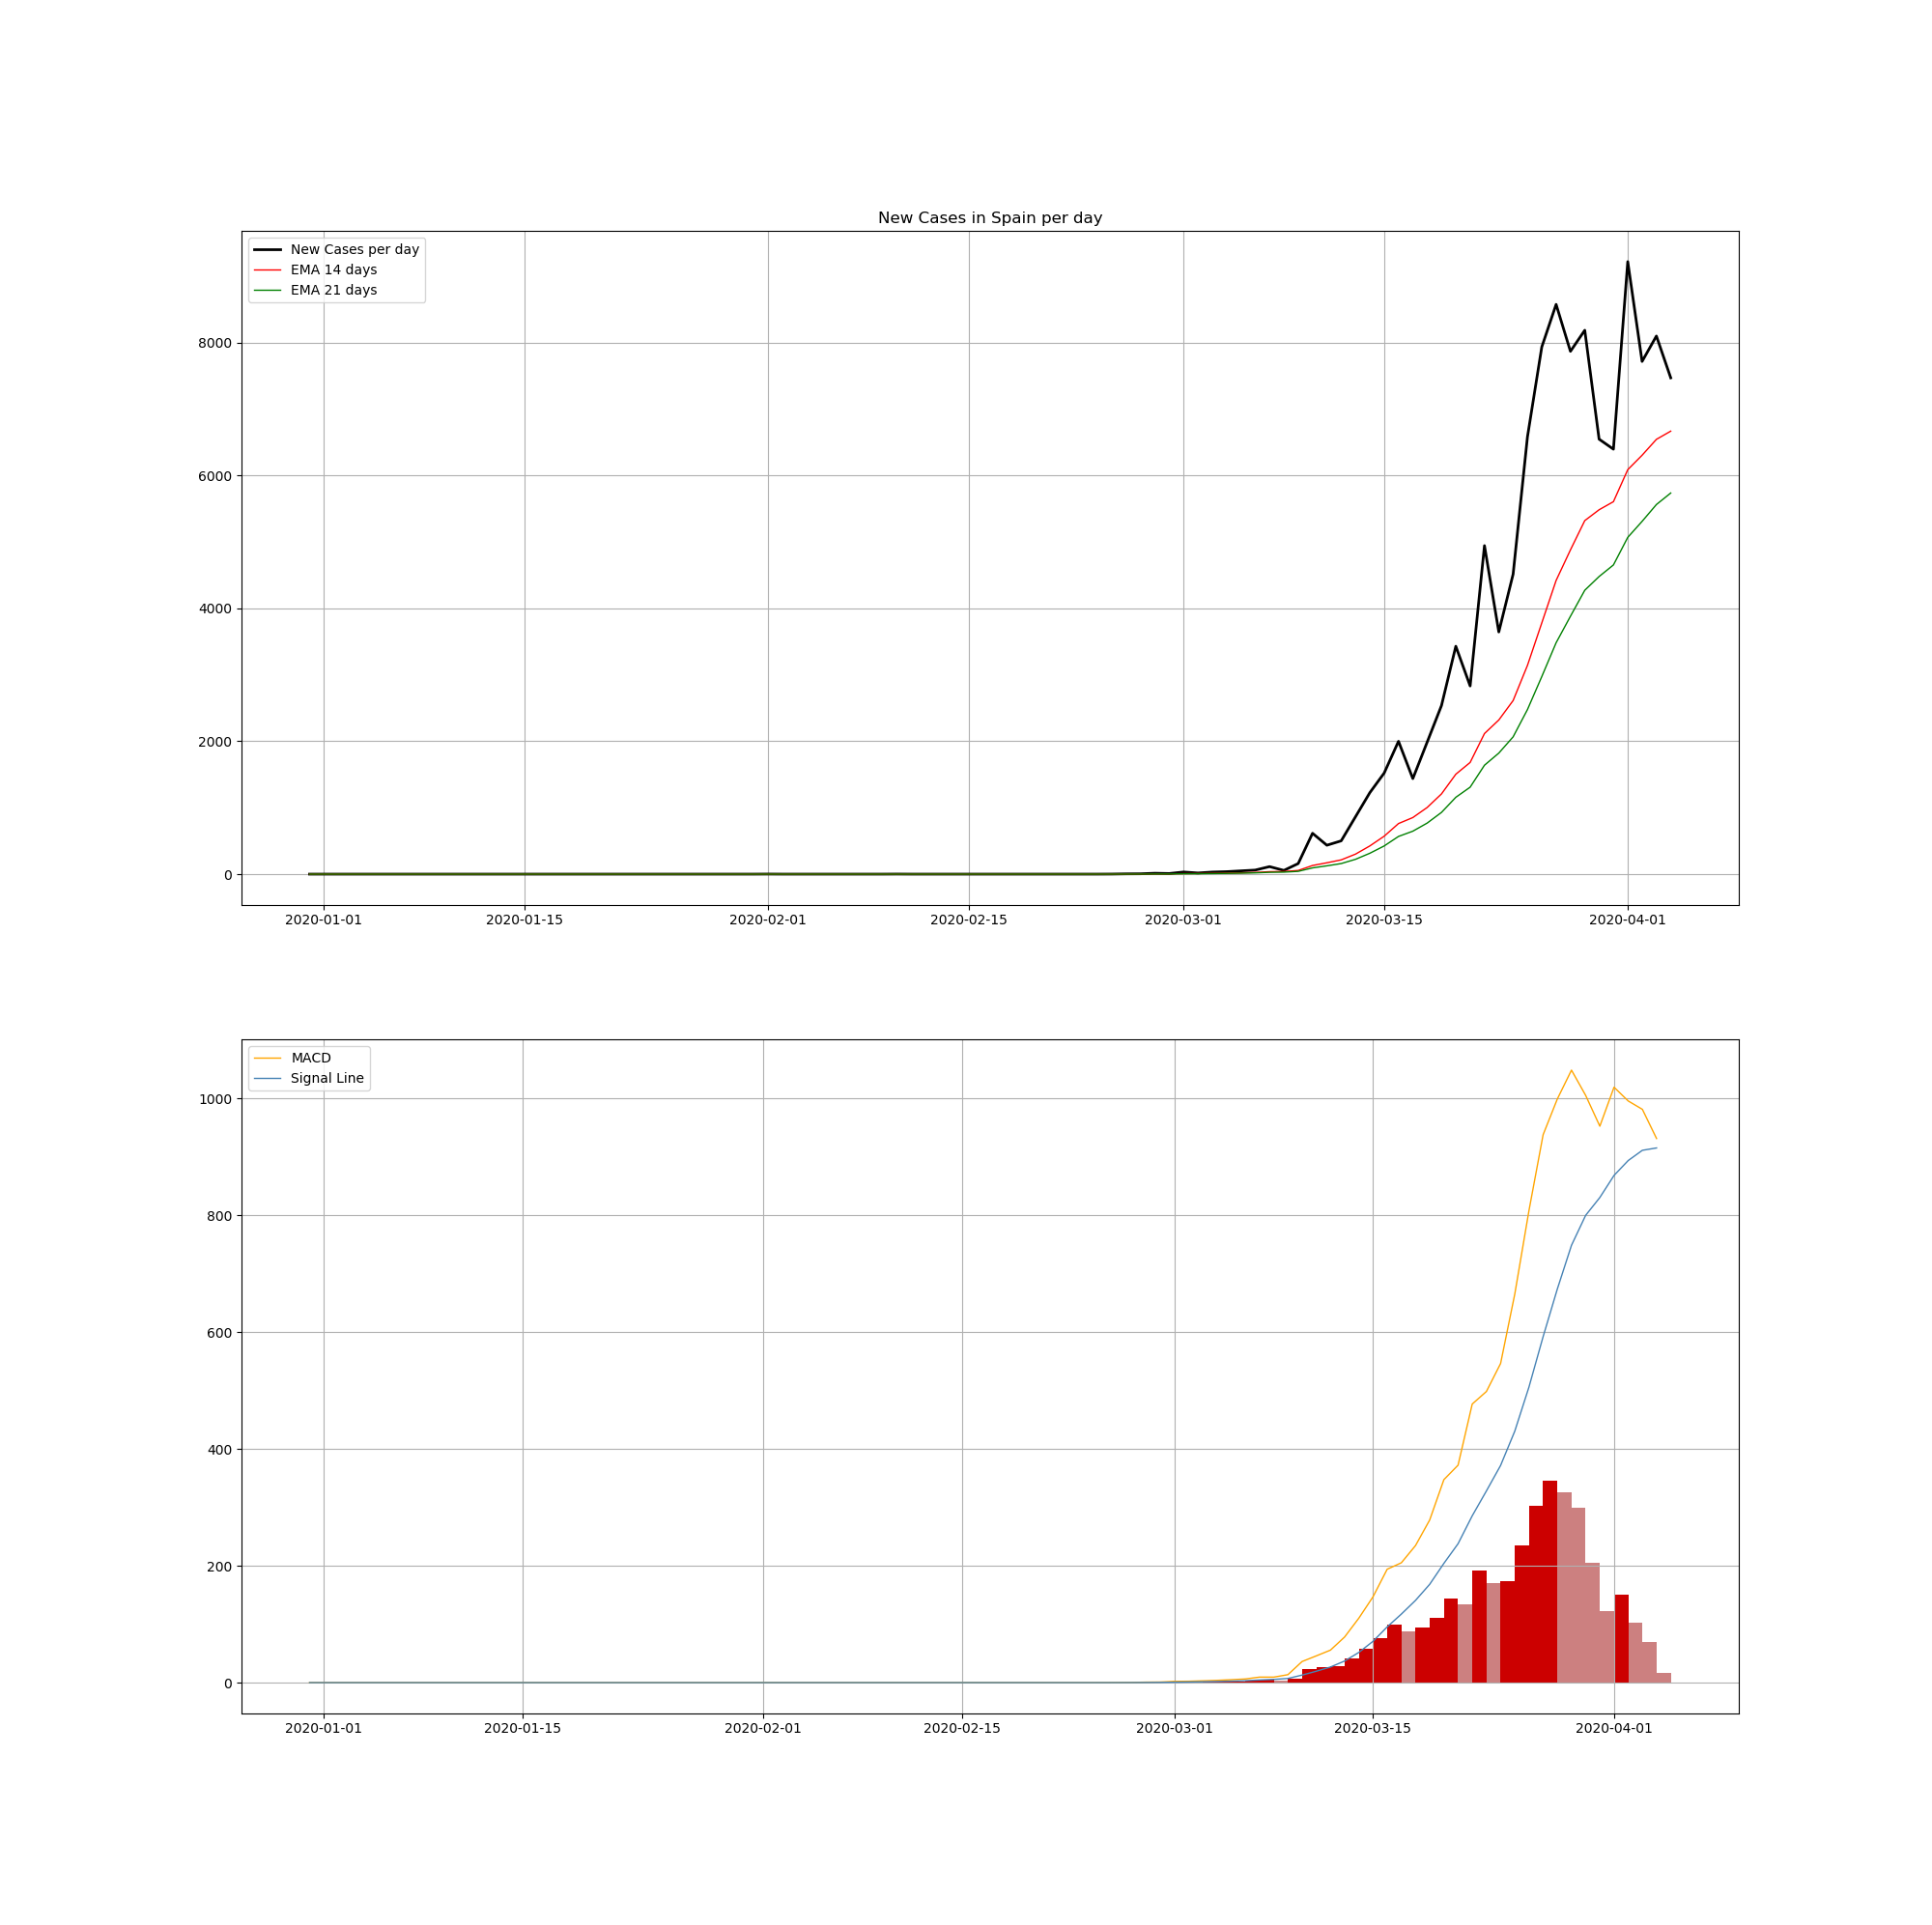 New Cases in Spain per day
New Cases per day
EMA 14 days
EMA 21 days
8000
6000
4000
2000
0
2020-01-01 2020-01-15 2020-02-01 2020-02-15 2020-03-01 2020-03-15 2020-04-01
MACD
Signal Line
1000
800
600
400
200
0
2020-01-01 2020-01-15 2020-02-01 2020-02-15 2020-03-01 2020-03-15 2020-04-01